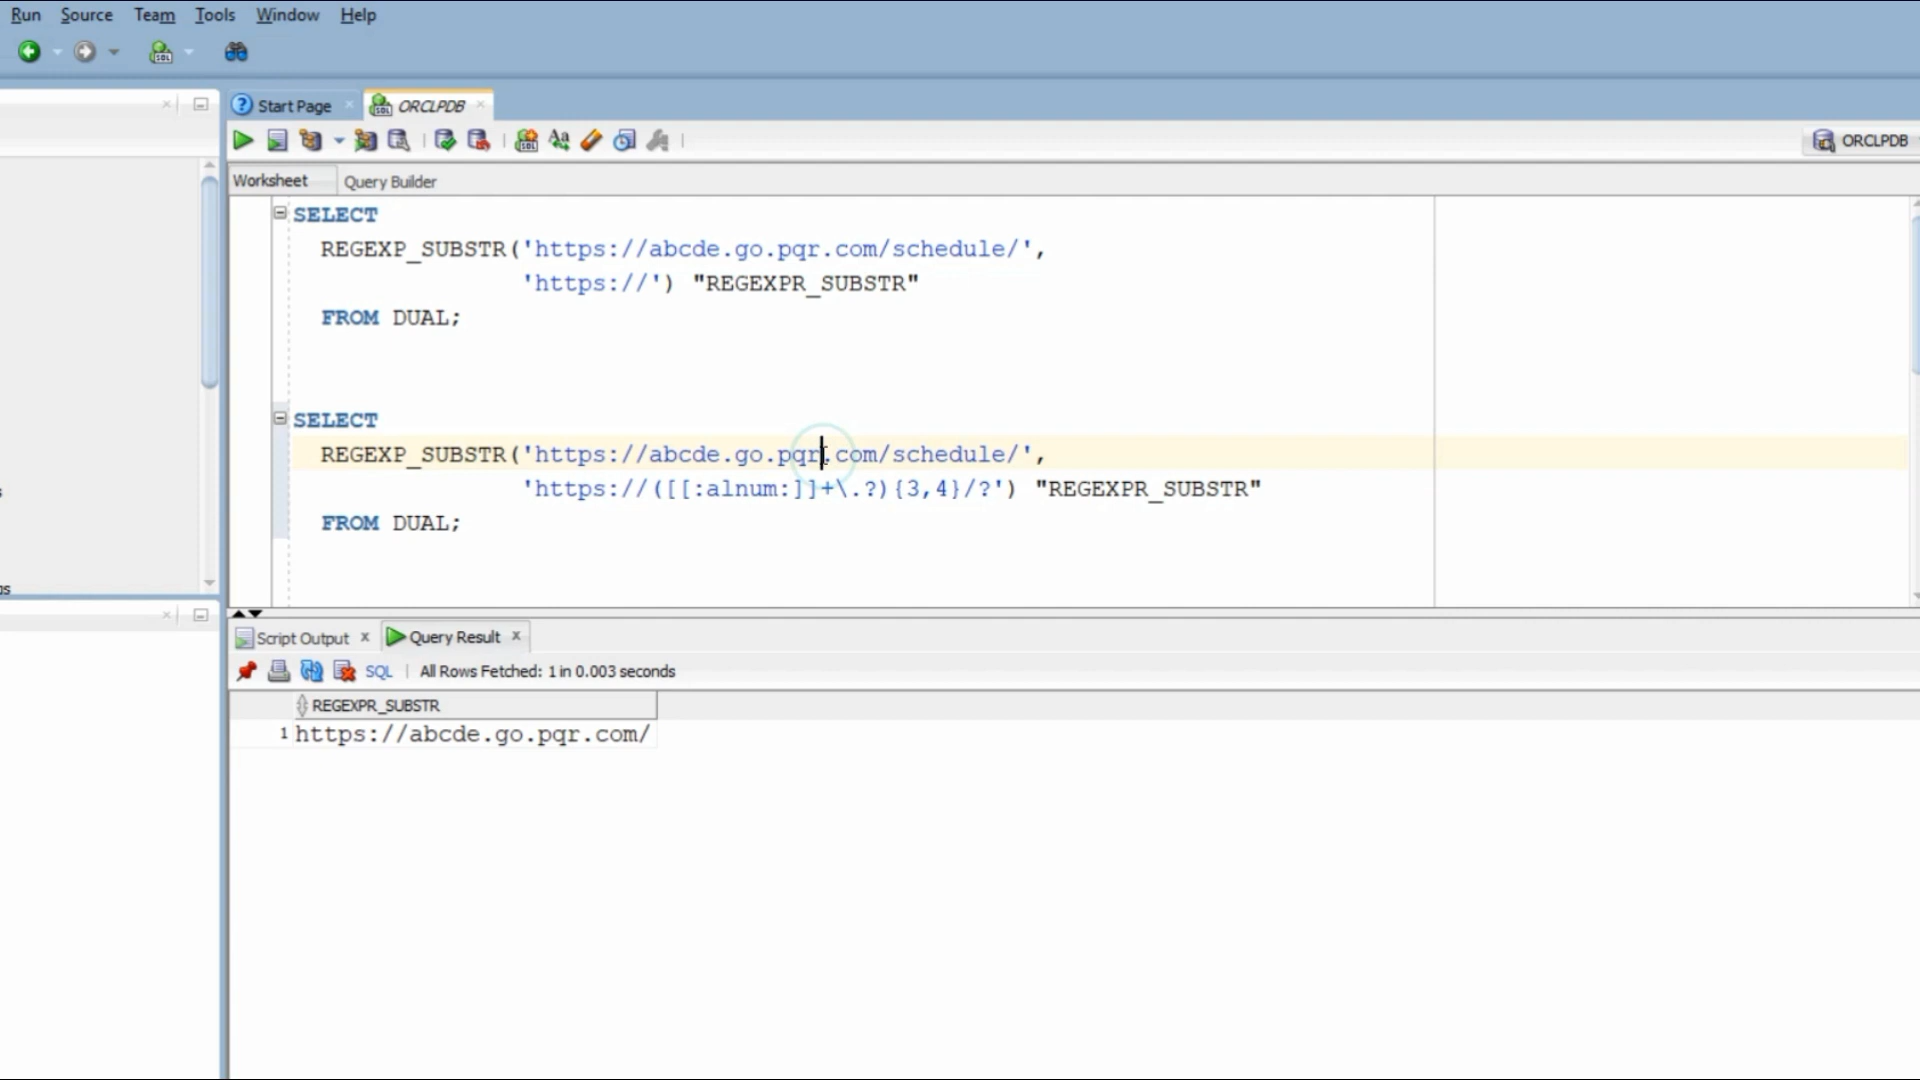 Run Source Team Tools Window Help
Start Page ORCLPDB
ORCLPDB
Worksheet Query Builder
SELECT
REGEXP_SUBSTR('https://abcde.go.pqr.com/schedule/',
'https://') "REGEXPR_SUBSTR"
FROM DUAL;
SELECT
REGEXP_SUBSTR('https://abcde.go.pqr.com/schedule/',
'https://([[:alnum:]]+\.?){3,4}/?') "REGEXPR_SUBSTR"
FROM DUAL;
Script Output x Query Result x
SQL | All Rows Fetched: 1 in 0.003 seconds
REGEXPR_SUBSTR
1 https://abcde.go.pqr.com/